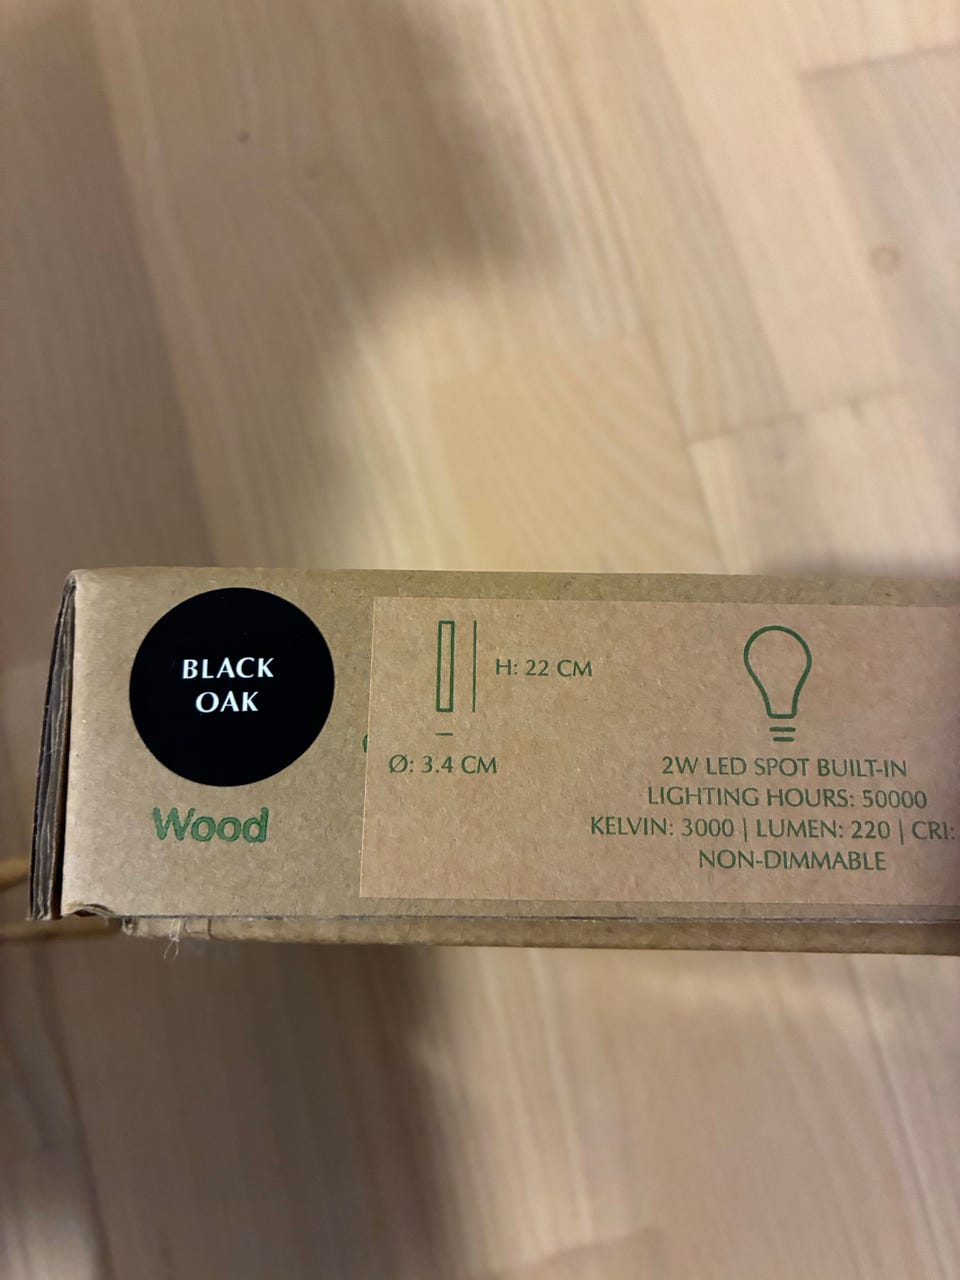 BLACK
OAK
Wood
H: 22 CM
Ø: 3.4 CM
2W LED SPOT BUILT-IN
LIGHTING HOURS: 50000
KELVIN: 3000 | LUMEN: 220 | CRI:
NON-DIMMABLE